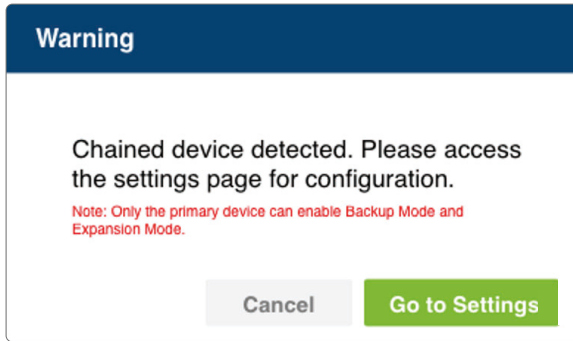 Warning
Chained device detected. Please access
the settings page for configuration.
Note: Only the primary device can enable Backup Mode and
Expansion Mode.
Cancel
Go to Settings